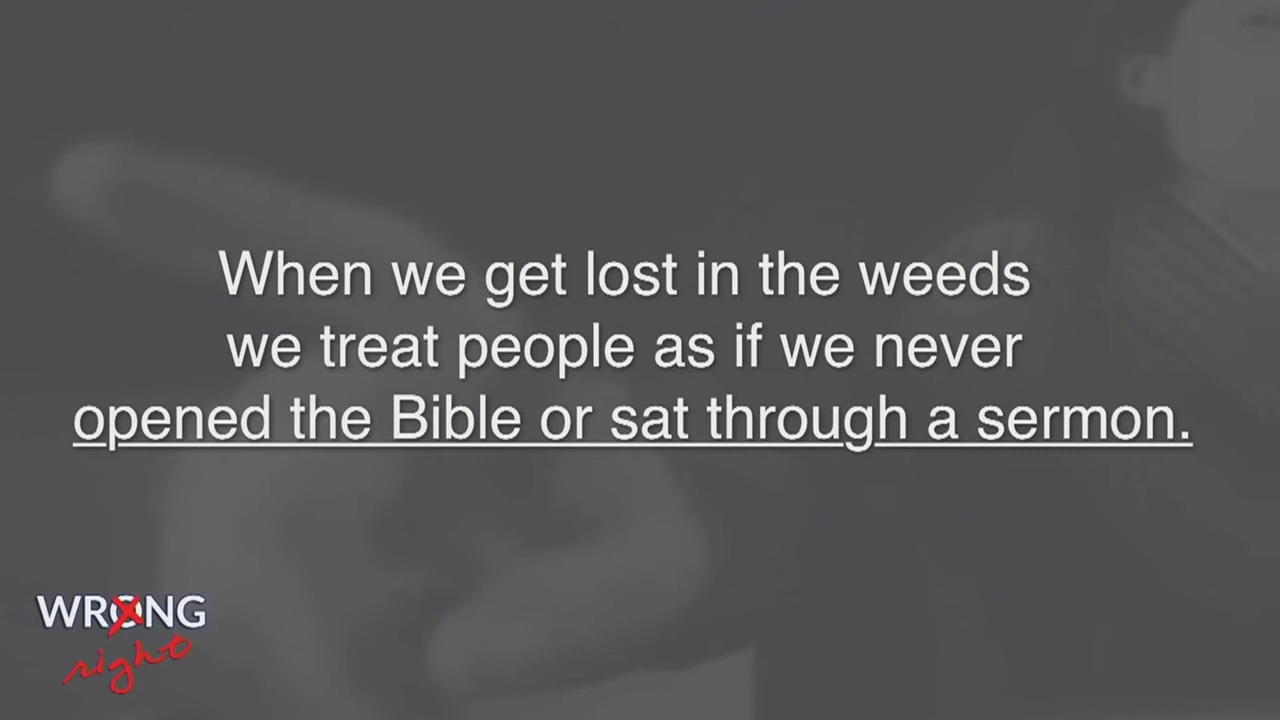 When we get lost in the weeds
we treat people as if we never
opened the Bible or sat through a sermon.
WRONG
right